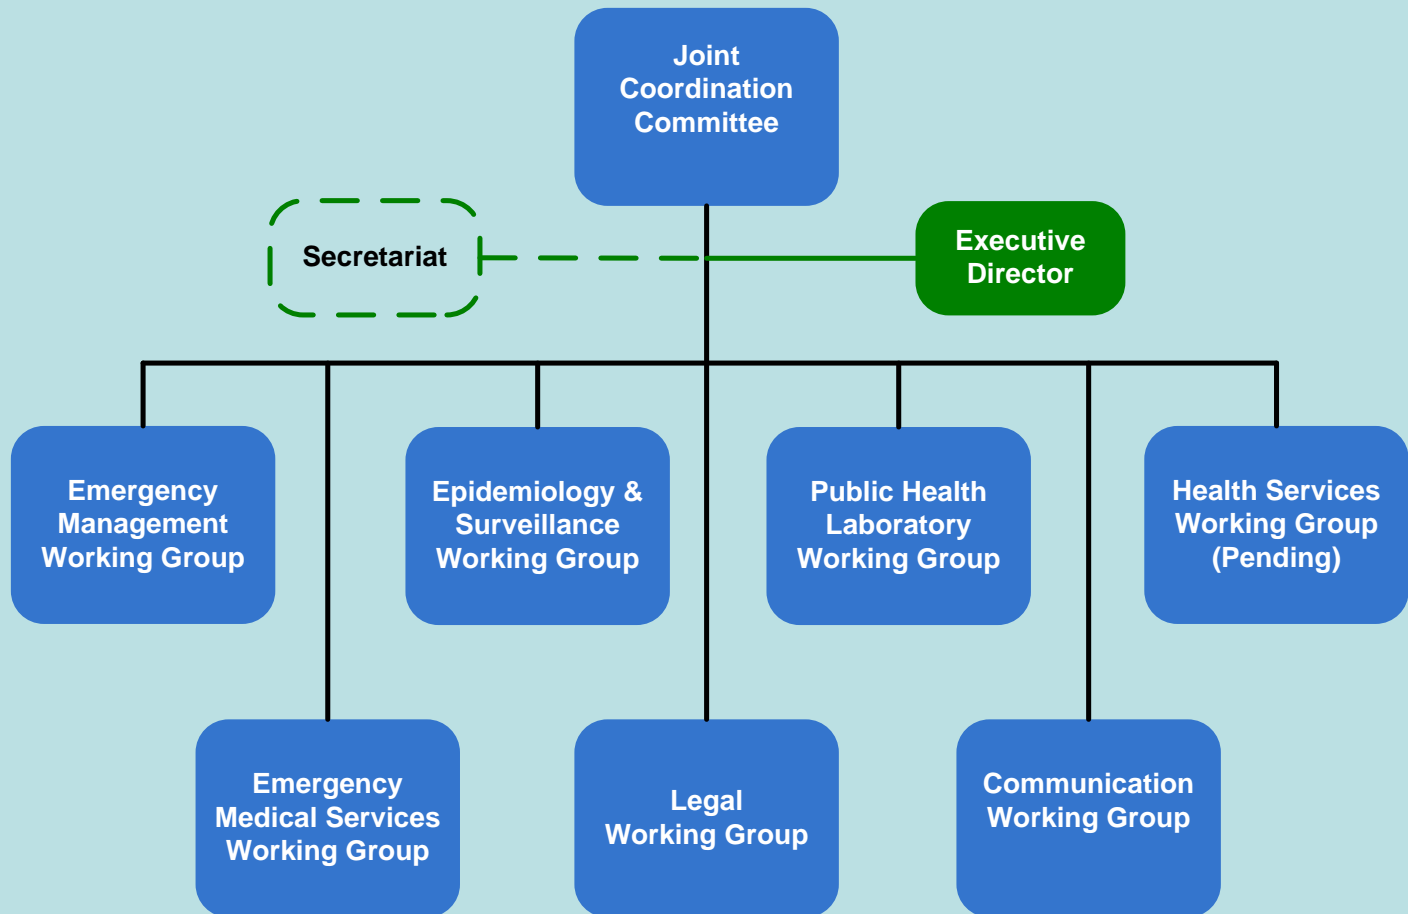 Joint
Coordination
Committee
Secretariat
Executive
Director
Emergency
Management
Working Group
Epidemiology &
Surveillance
Working Group
Public Health
Laboratory
Working Group
Health Services
Working Group
(Pending)
Emergency
Medical Services
Working Group
Legal
Working Group
Communication
Working Group